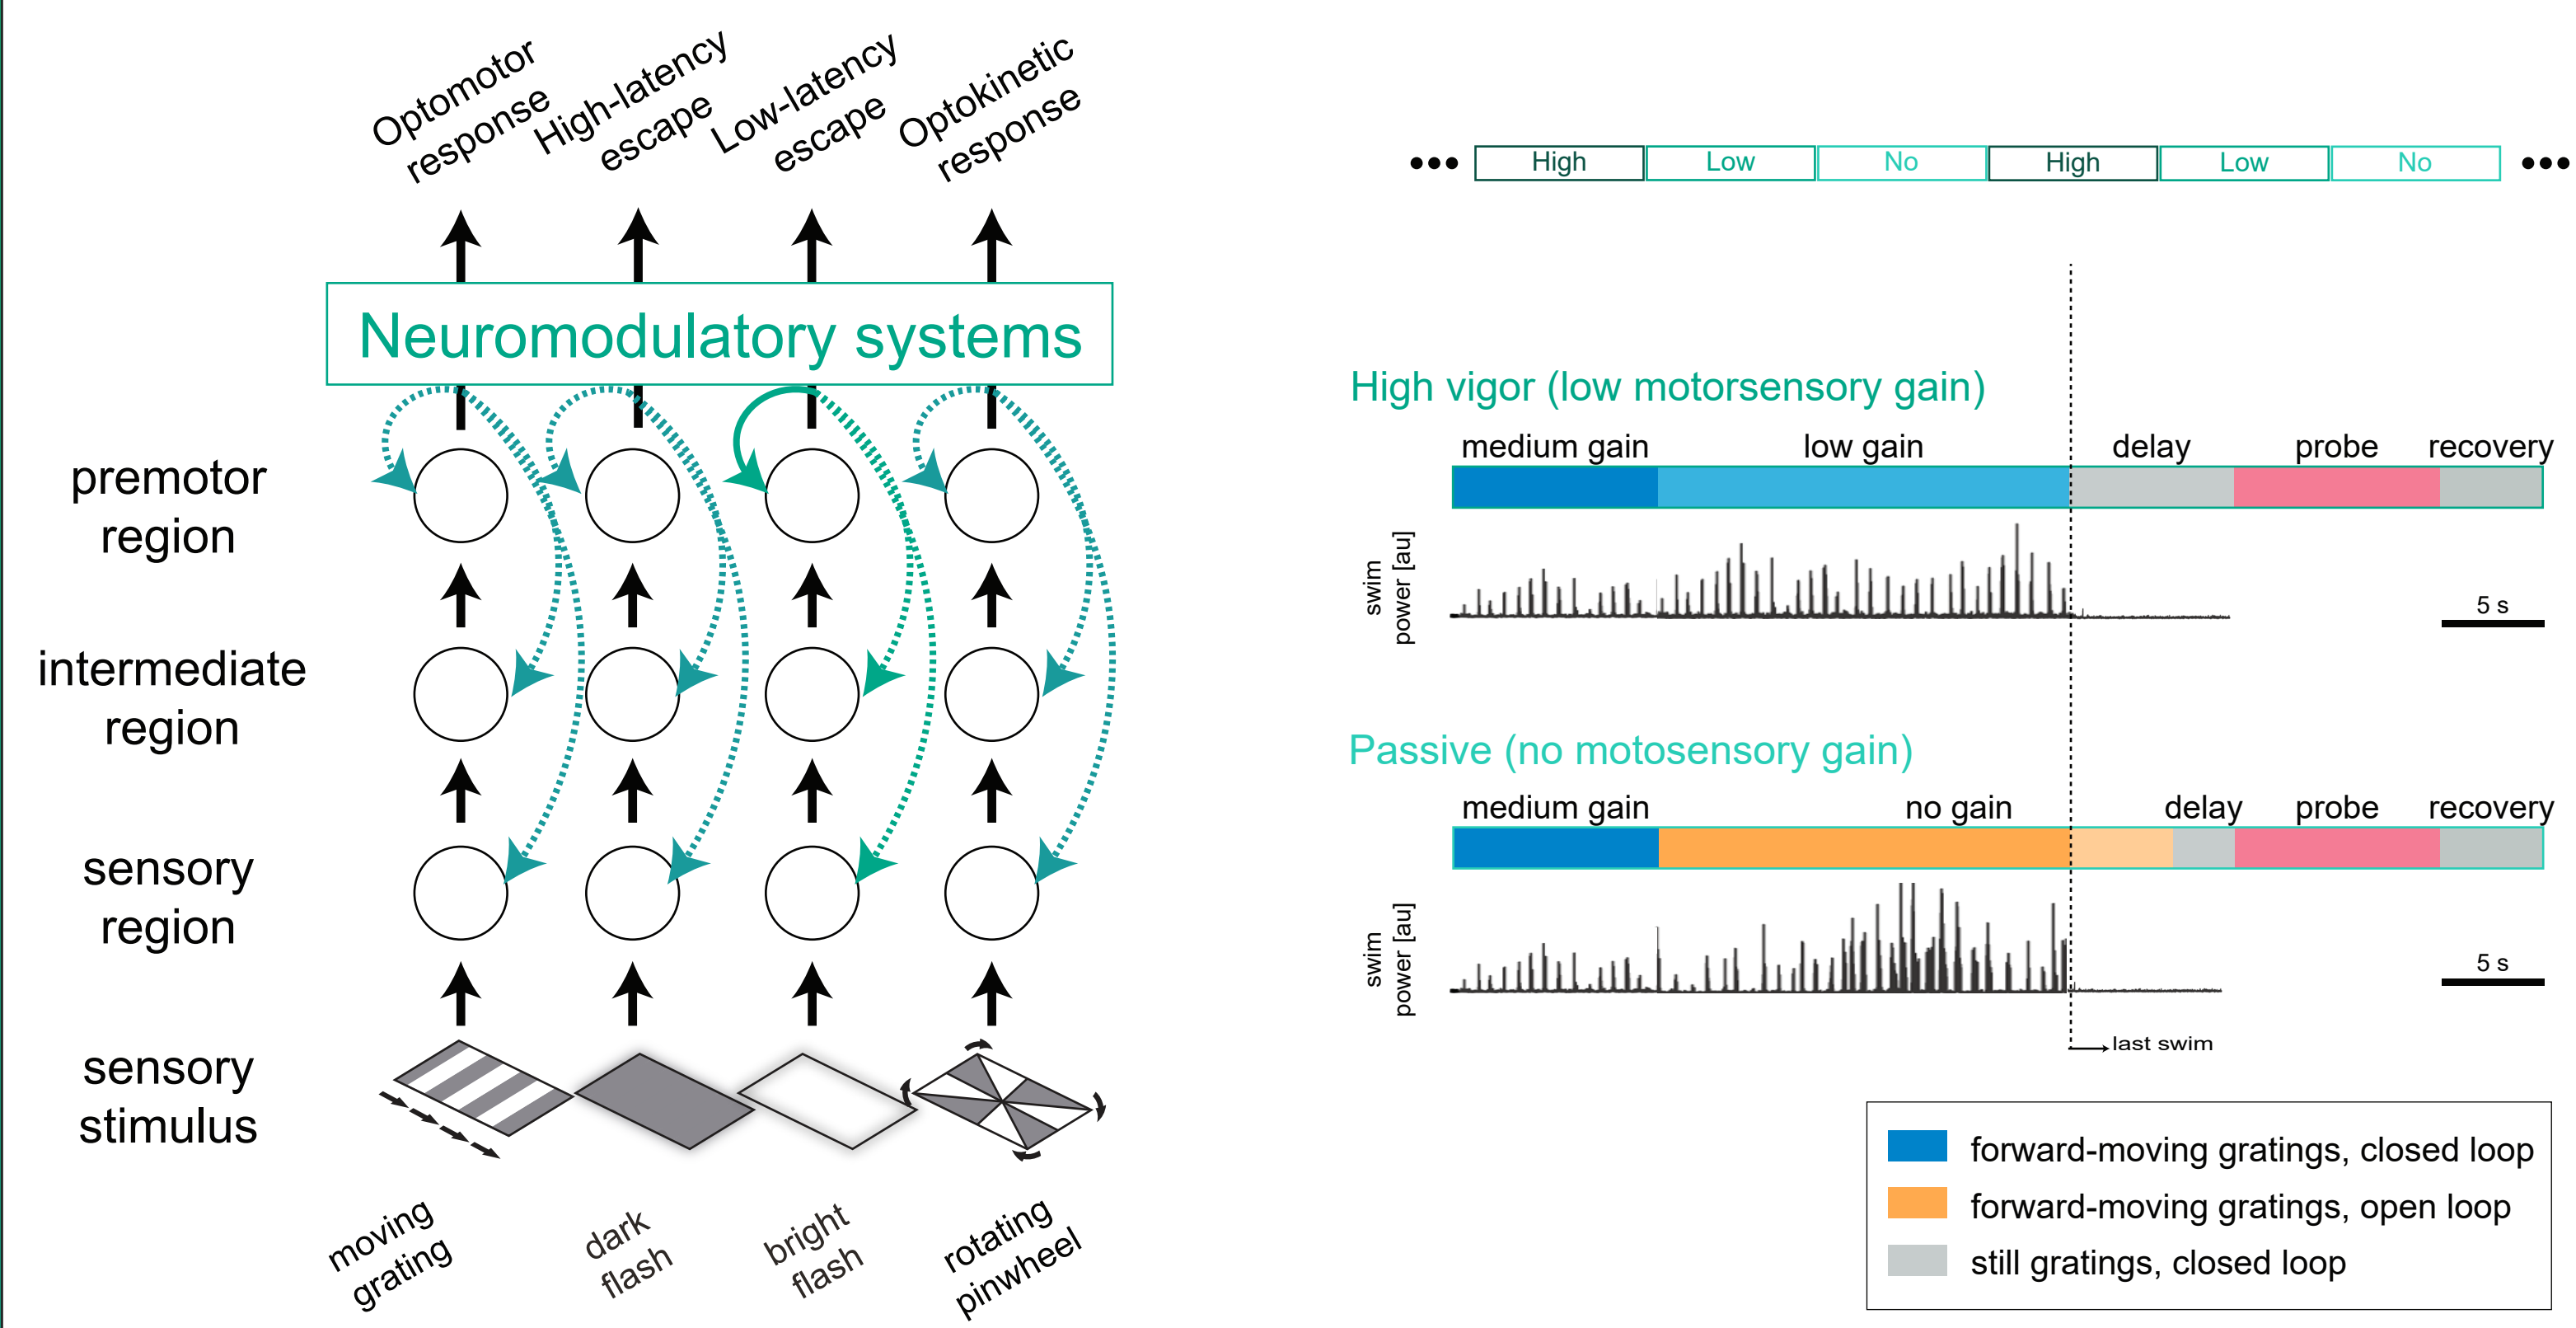 Optomotor
response
High-latency
escape
Low-latency
escape
Optokinetic
response
Neuromodulatory systems
premotor
region
intermediate
region
sensory
region
sensory
stimulus
moving
grating
dark
flash
bright
flash
rotating
pinwheel
••• High Low No High Low No •••
High vigor (low motorsensory gain)
medium gain low gain delay probe recovery
swim
power [au]
5 s
Passive (no motosensory gain)
medium gain no gain delay probe recovery
swim
power [au]
5 s
last swim
forward-moving gratings, closed loop
forward-moving gratings, open loop
still gratings, closed loop